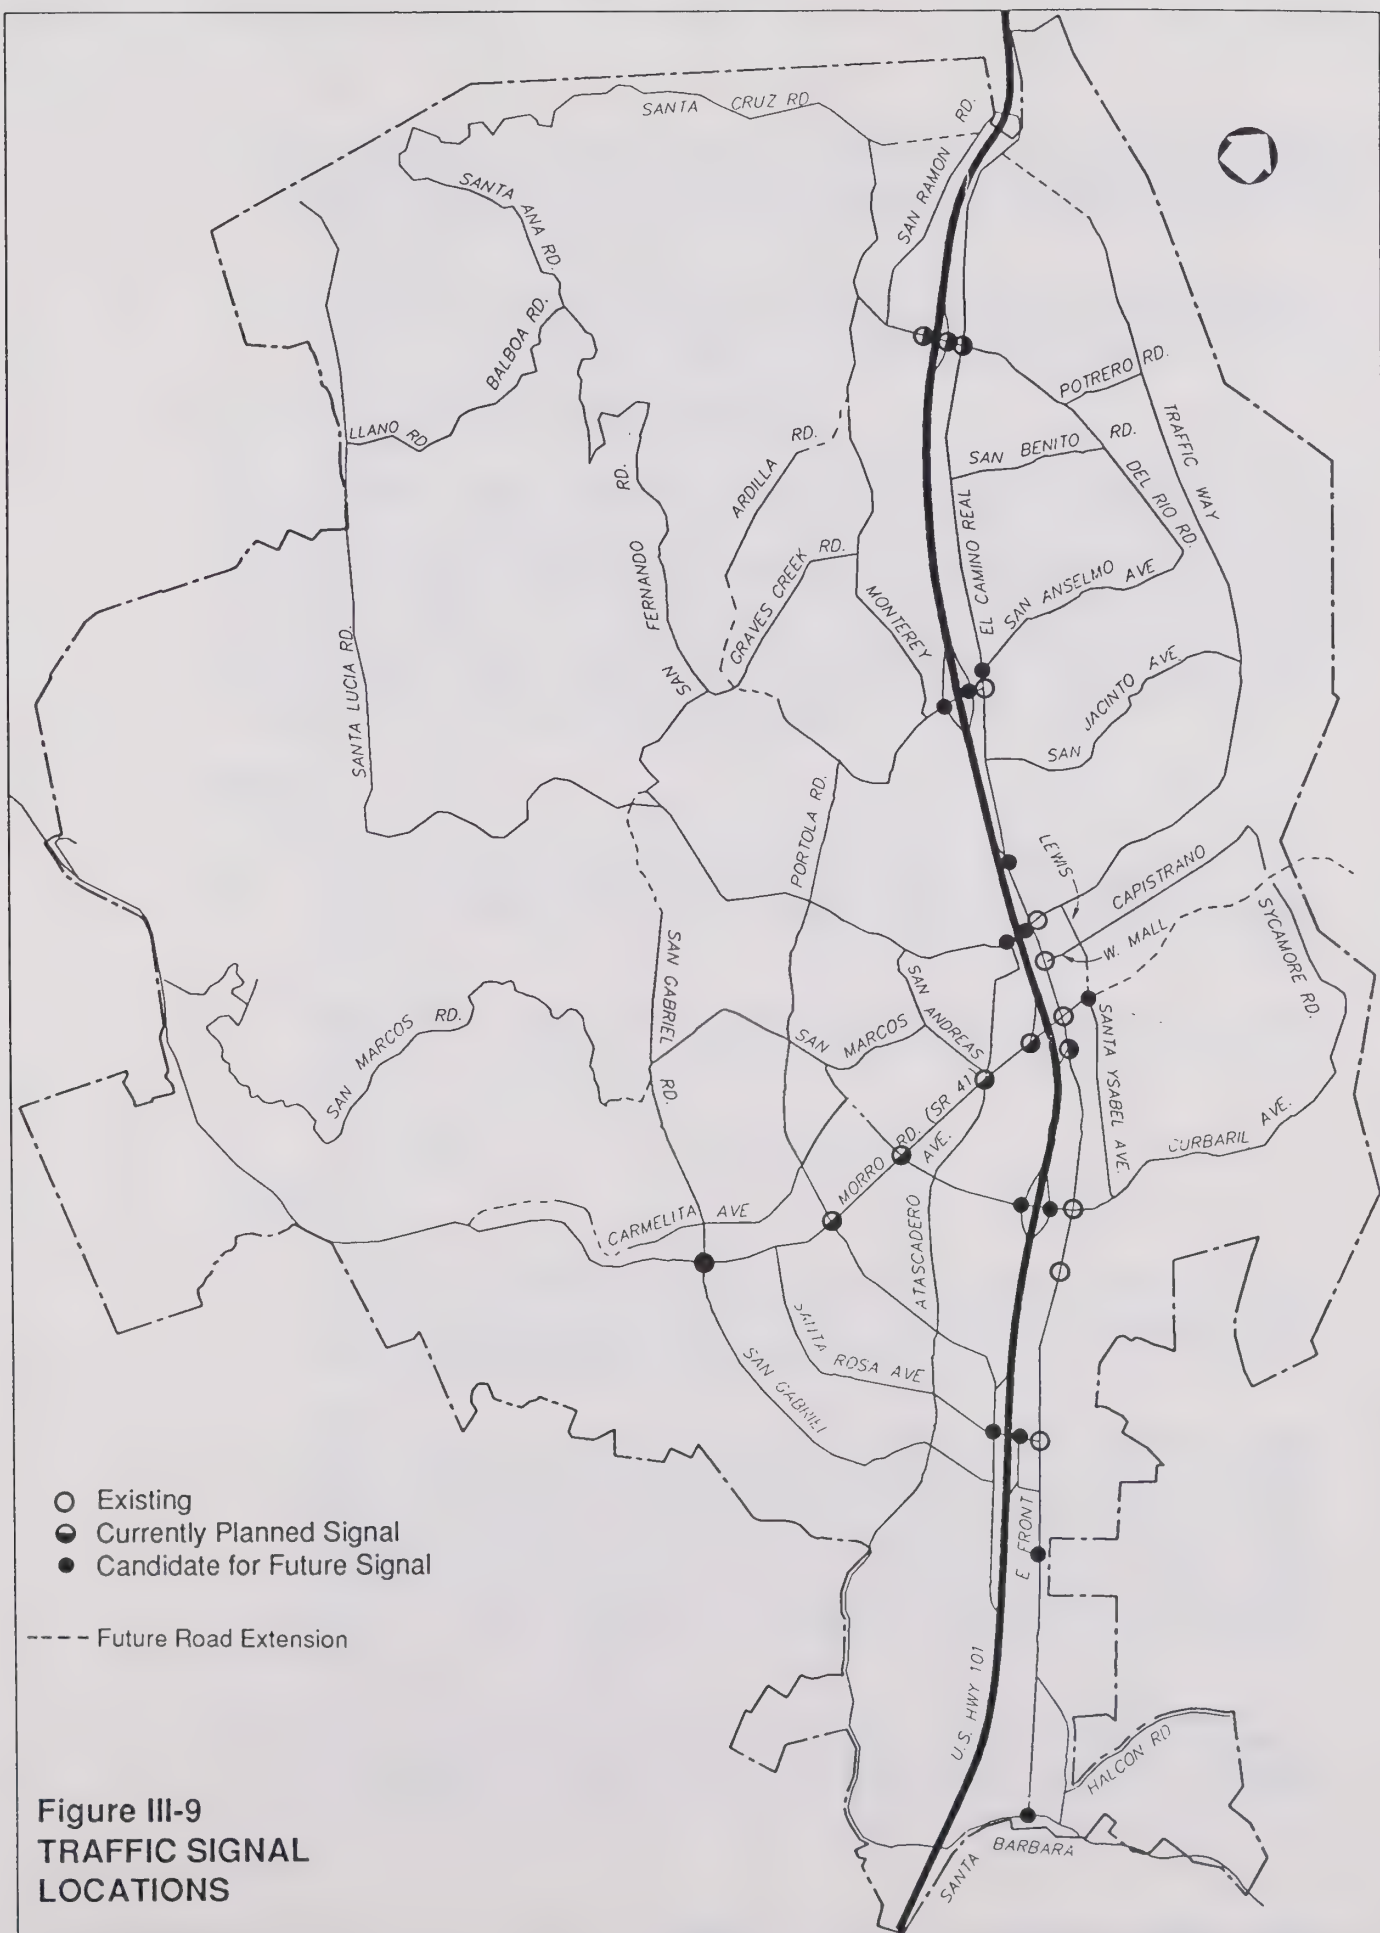 SANTA CRUZ RD
SAN RAMON RD.
SANTA ANA RD.
BALBOA RD.
LLANO RD
POTRERO RD.
TRAFFIC WAY
SAN BENITO RD.
DEL RIO RD.
ARDILLA RD.
EL CAMINO REAL
SAN FERNANDO RD.
GRAVES CREEK RD.
SAN ANSELMO AVE
MONTEREY
SANTA LUCIA RD.
SAN JACINTO AVE
PORTOLA RD.
LEWIS
CAPISTRANO
W. MALL
SYCAMORE RD.
SAN GABRIEL RD.
SAN ANDREAS
SAN MARCOS RD.
SAN MARCOS
SANTA YSABEL AVE.
MORRO RD. (SR 41)
CURBARIL AVE.
CARMELITA AVE
ATASCADERO AVE.
SANTA ROSA AVE
SAN GABRIEL
E FRONT
Existing
Currently Planned Signal
Candidate for Future Signal
Future Road Extension
U.S. HWY 101
HALCON RD
SANTA BARBARA
Figure III-9
TRAFFIC SIGNAL
LOCATIONS